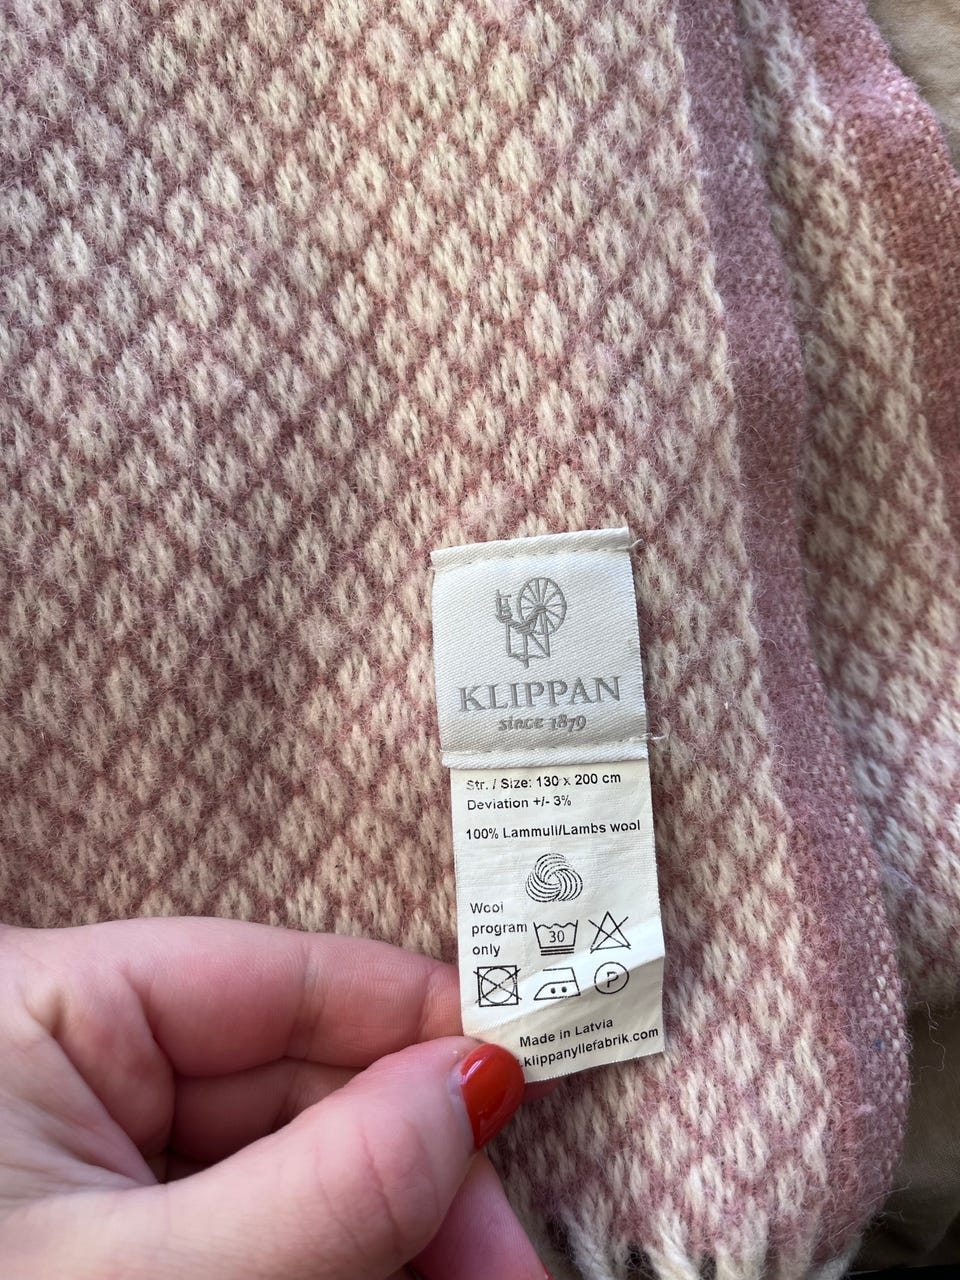 KLIPPAN
since 1879
Str. / Size: 130 x 200 cm
Deviation +/- 3%
100% Lammull/Lambs wool
Wool
program
only
30
P
Made in Latvia
.klippanyllefabrik.com